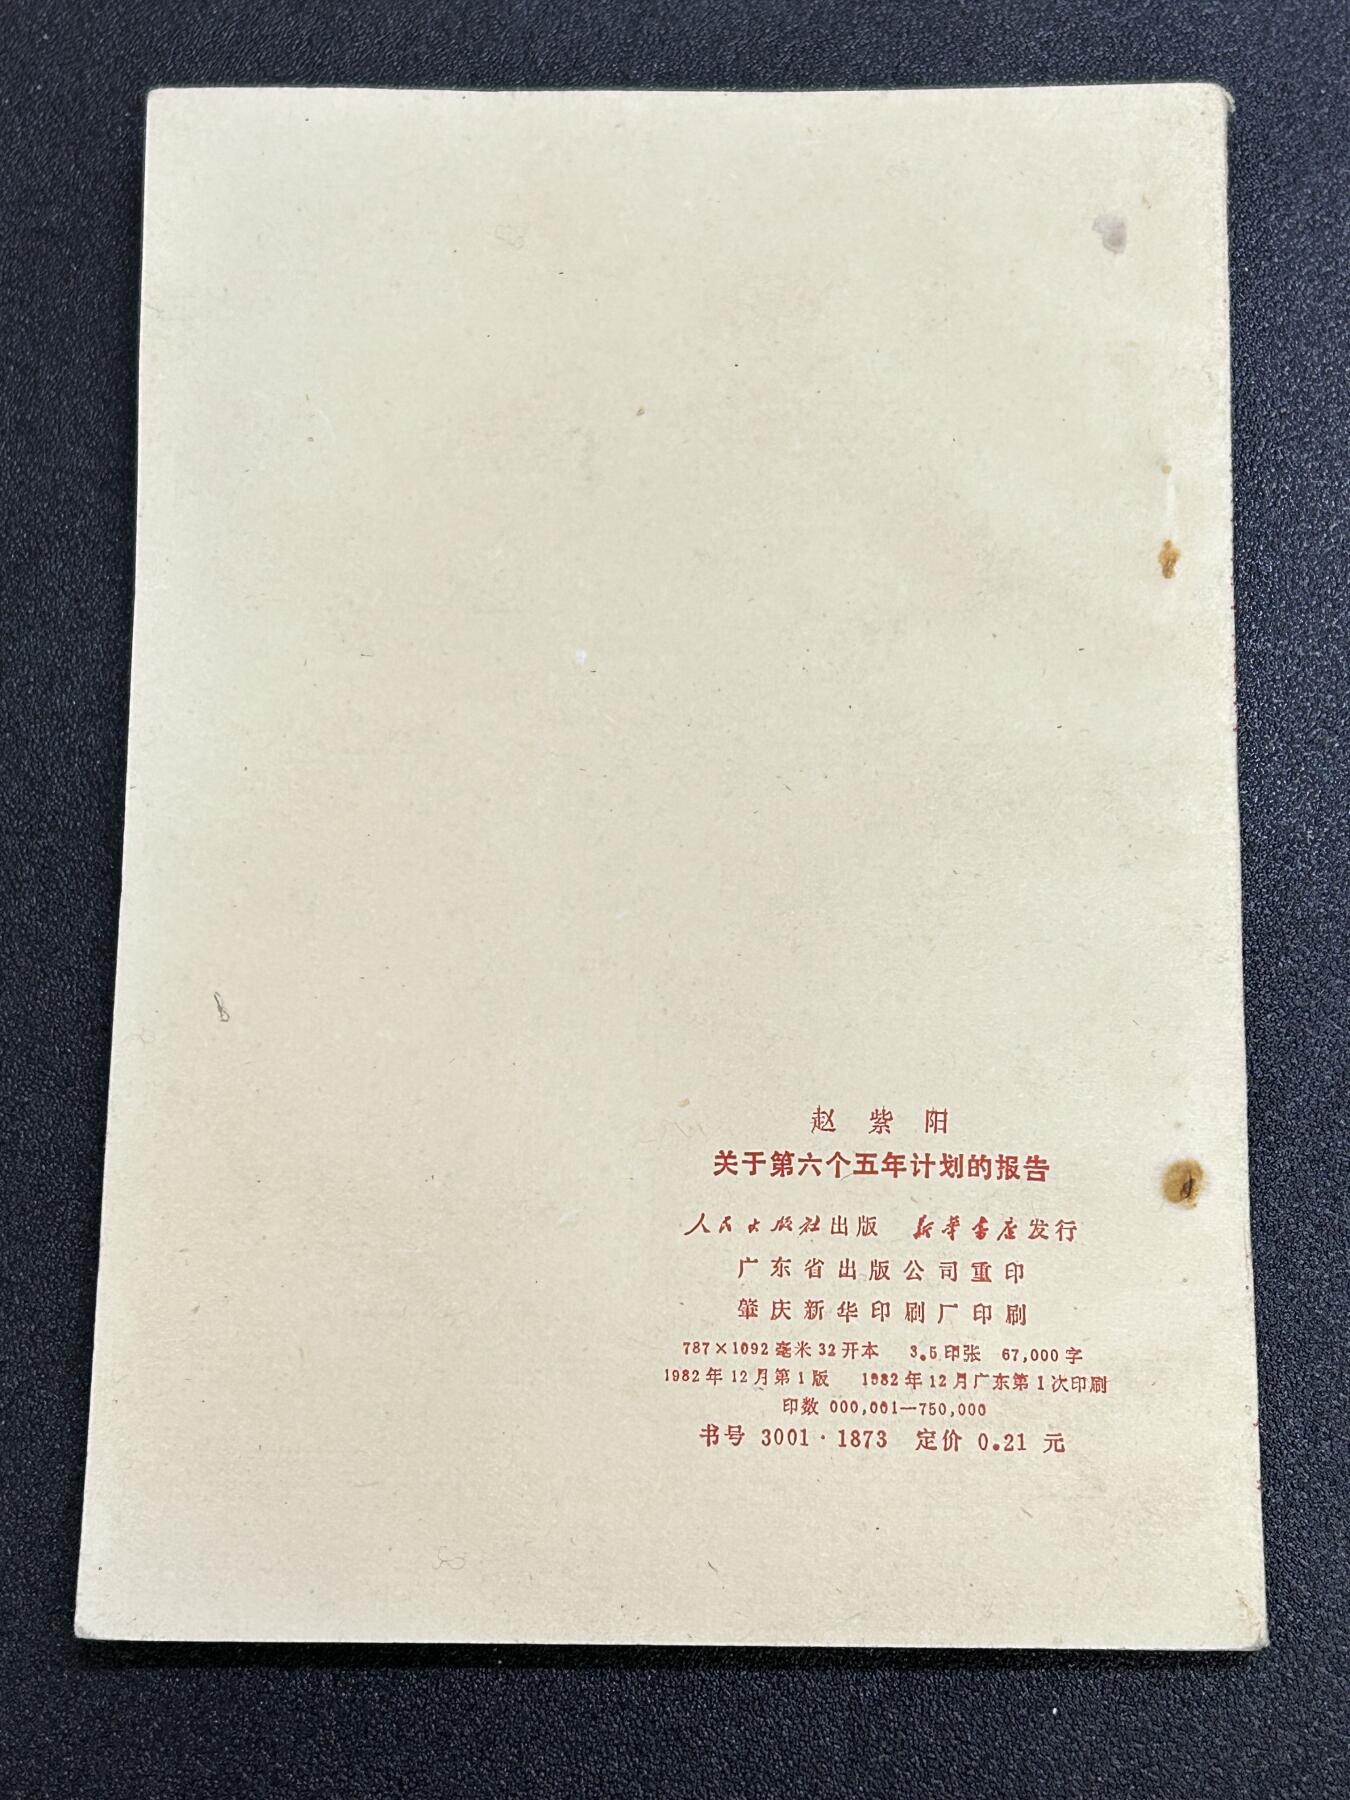 赵紫阳
关于第六个五年计划的报告
人民出版社出版 新华书店发行
广东省出版公司重印
肇庆新华印刷厂印刷
787×1092毫米32开本 3.5印张 67,000字
1982年12月第1版 1982年12月广东第1次印刷
印数 000,001—750,000
书号 3001·1873 定价 0.21 元